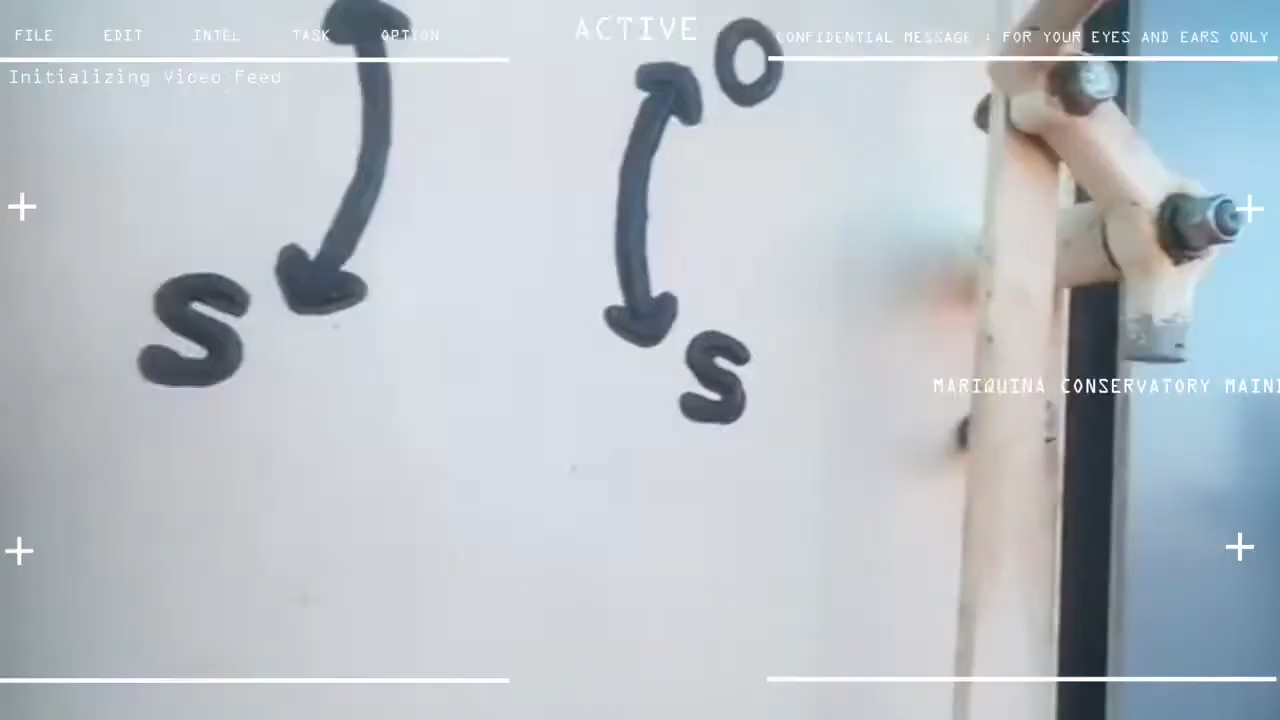 FILE EDIT INTEL TASK OPTION
ACTIVE
CONFIDENTIAL MESSAGE : FOR YOUR EYES AND EARS ONLY
Initializing Video Feed
O
S
S
MARIQUINA CONSERVATORY